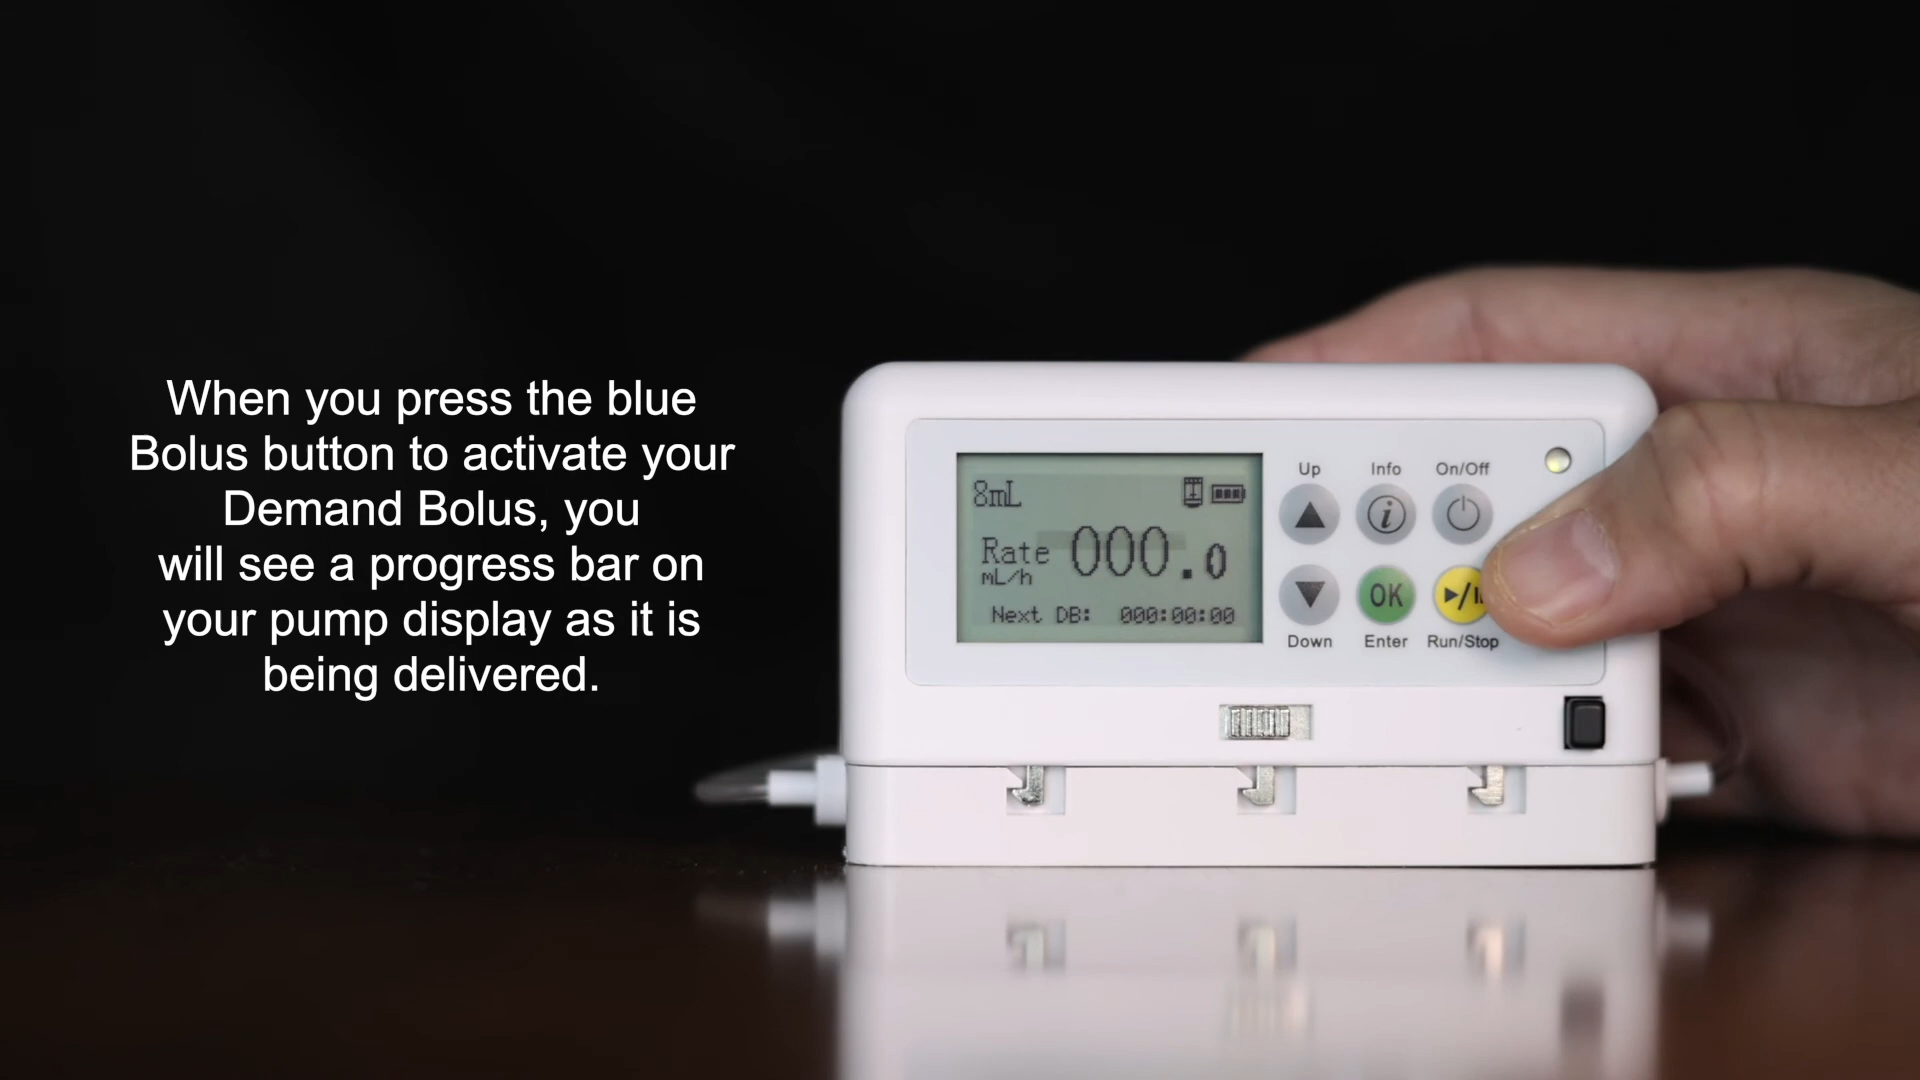 When you press the blue
Bolus button to activate your
Demand Bolus, you
will see a progress bar on
your pump display as it is
being delivered.
8mL
Rate 000.0
mL/h
Next DB: 000:00:00
Up Info On/Off
i
OK
Down Enter Run/Stop